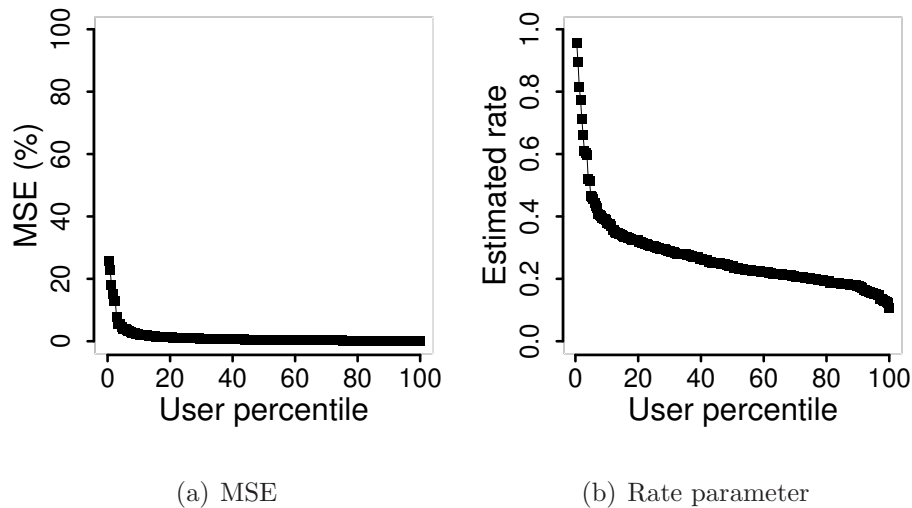 MSE (%)
100
80
60
40
20
0
0 20 40 60 80 100
User percentile
(a) MSE
Estimated rate
1.0
0.8
0.6
0.4
0.2
0.0
0 20 40 60 80 100
User percentile
(b) Rate parameter